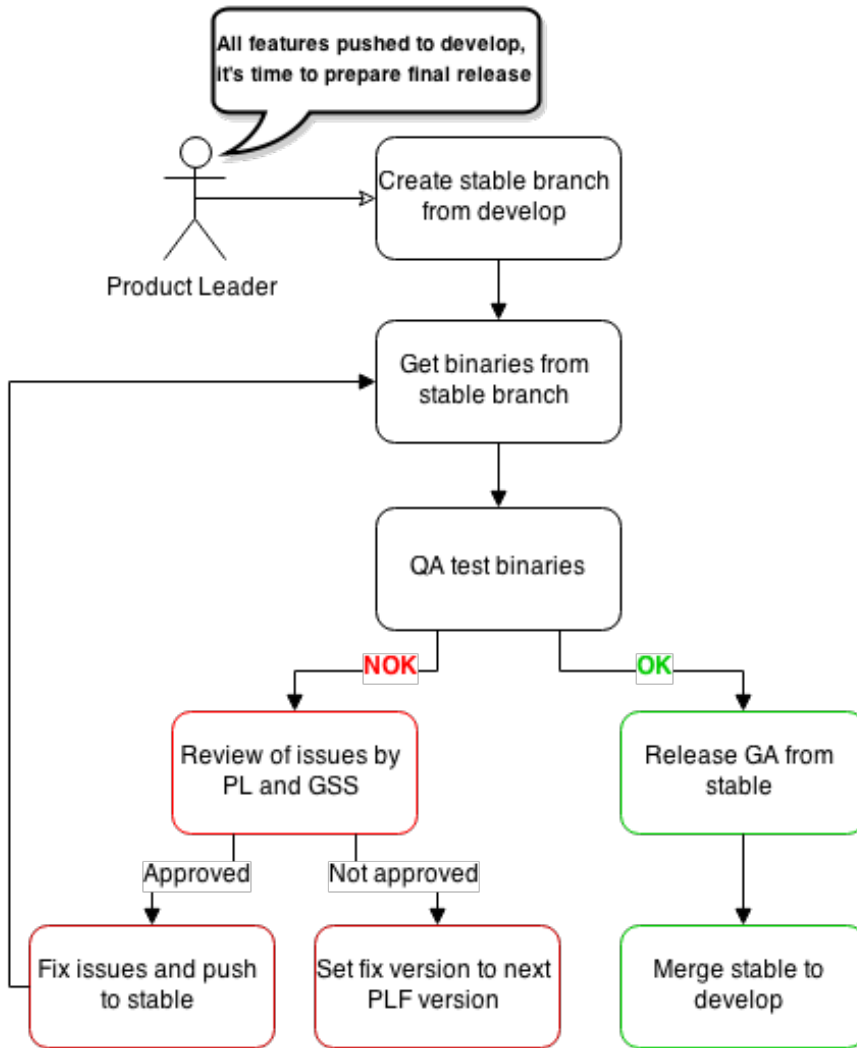 All features pushed to develop,
it's time to prepare final release
Create stable branch
from develop
Product Leader
Get binaries from
stable branch
QA test binaries
NOK
OK
Review of issues by
PL and GSS
Release GA from
stable
Approved
Not approved
Fix issues and push
to stable
Set fix version to next
PLF version
Merge stable to
develop